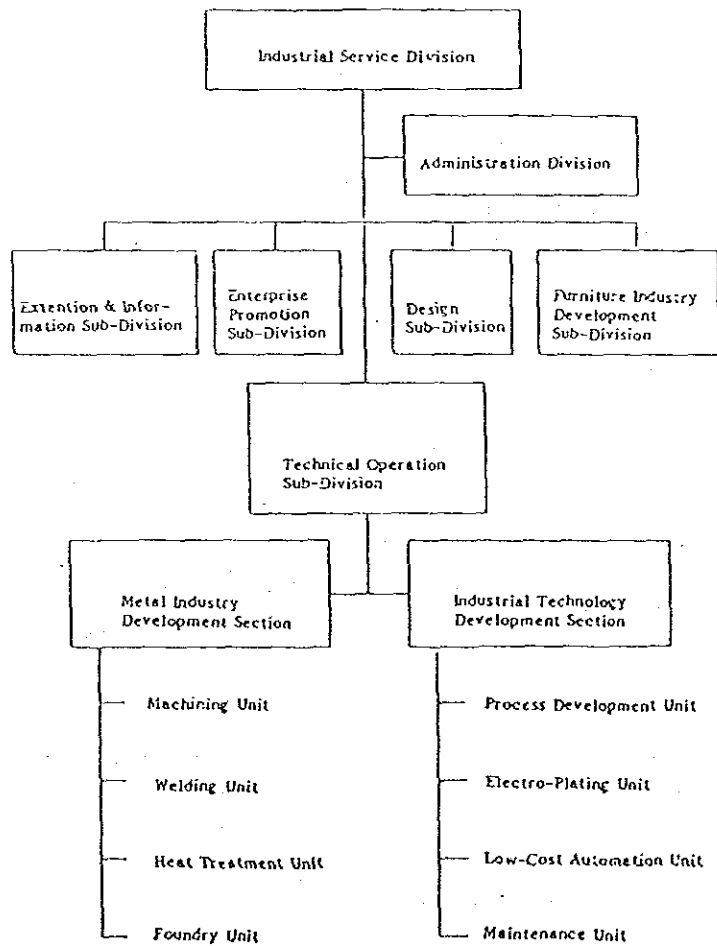 Industrial Service Division
Administration Division
Extention & Infor-
mation Sub-Division
Enterprise
Promotion
Sub-Division
Design
Sub-Division
Furniture Industry
Development
Sub-Division
Technical Operation
Sub-Division
Metal Industry
Development Section
Industrial Technology
Development Section
Machining Unit
Welding Unit
Heat Treatment Unit
Foundry Unit
Process Development Unit
Electro-Plating Unit
Low-Cost Automation Unit
Maintenance Unit